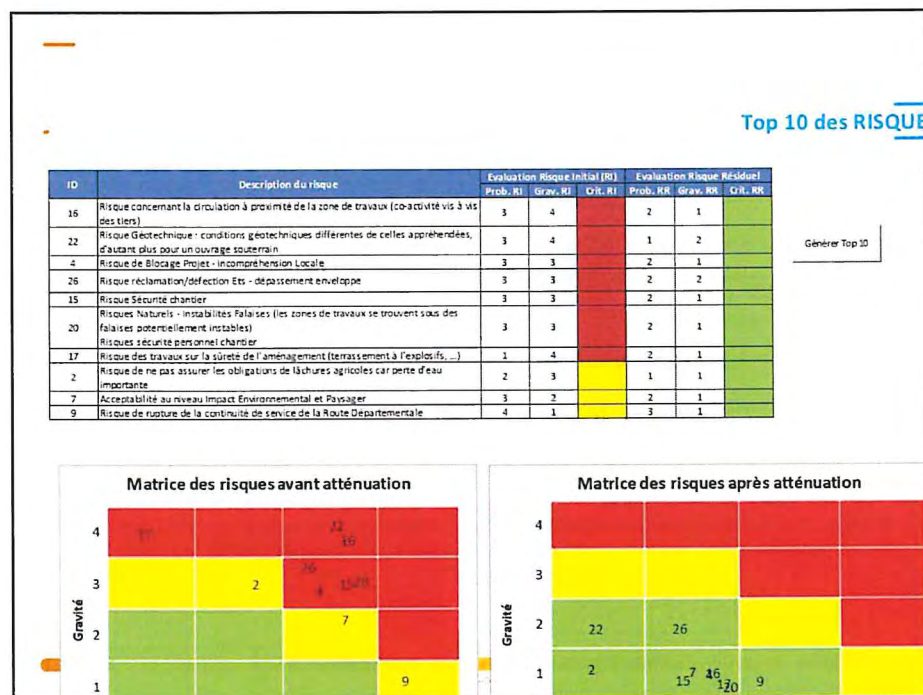 Top 10 des RISQUE
ID Description du risque Evaluation Risque Initial (RI) Evaluation Risque Résiduel
Prob. RI Grav. RI Crit. RI Prob. RR Grav. RR Crit. RR
16 Risque concernant la circulation à proximité de la zone de travaux (co-activité vis à vis des tiers) 3 4 2 1
22 Risque Géotechnique : conditions géotechniques différentes de celles appréhendées, d'autant plus pour un ouvrage souterrain 3 4 1 2
4 Risque de Blocage Projet - incompréhension Locale 3 3 2 1
26 Risque réclamation/défection Ets - dépassement enveloppe 3 3 2 2
15 Risque Sécurité chantier 3 3 2 1
20 Risques Naturels - Instabilités Falaises (les zones de travaux se trouvent sous des falaises potentiellement instables)
Risques sécurité personnel chantier 3 3 2 1
17 Risque des travaux sur la sûreté de l'aménagement (terrassement à l'explosifs, ...) 1 4 2 1
2 Risque de ne pas assurer les obligations de lâchures agricoles car perte d'eau importante 2 3 1 1
7 Acceptabilité au niveau Impact Environnemental et Paysager 3 2 2 1
9 Risque de rupture de la continuité de service de la Route Départementale 4 1 3 1
Générer Top 10
Matrice des risques avant atténuation
Gravité
4 17 22 16
3 2 26 4 15 20
2 7
1 9
Matrice des risques après atténuation
Gravité
4
3
2 22 26
1 2 15 7 16 17 20 9